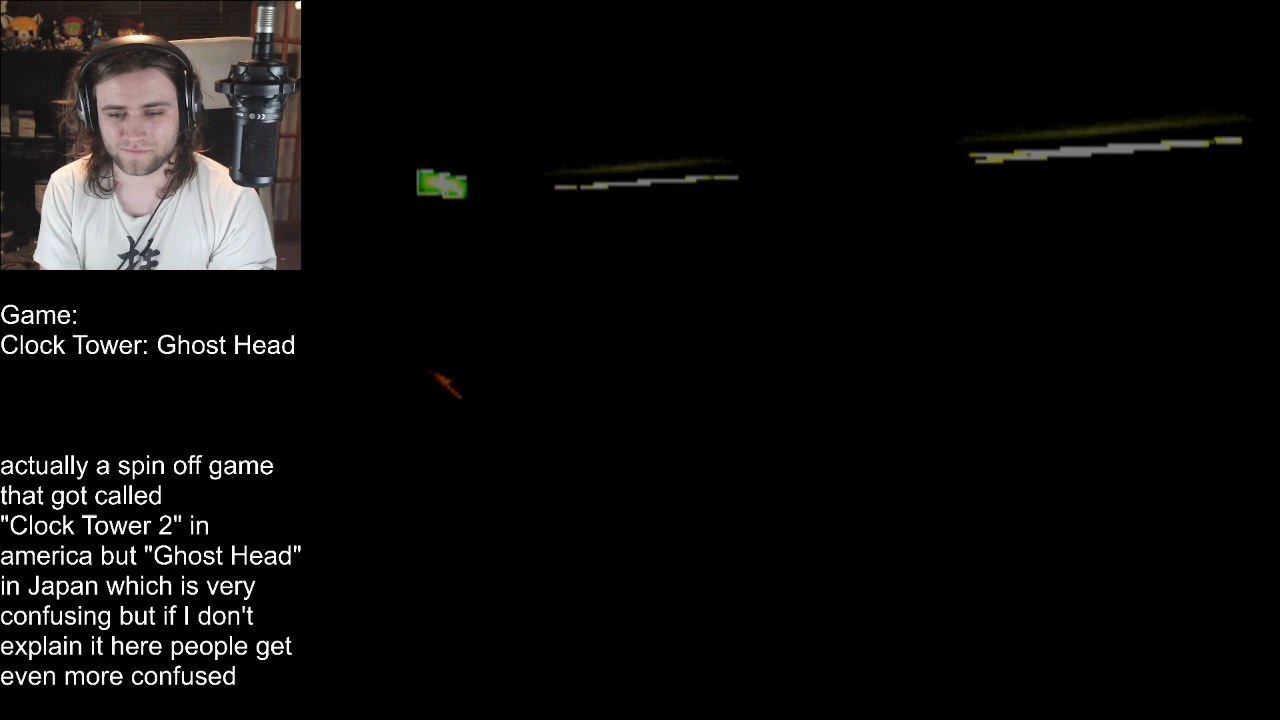 Game:
Clock Tower: Ghost Head
actually a spin off game
that got called
"Clock Tower 2" in
america but "Ghost Head"
in Japan which is very
confusing but if I don't
explain it here people get
even more confused